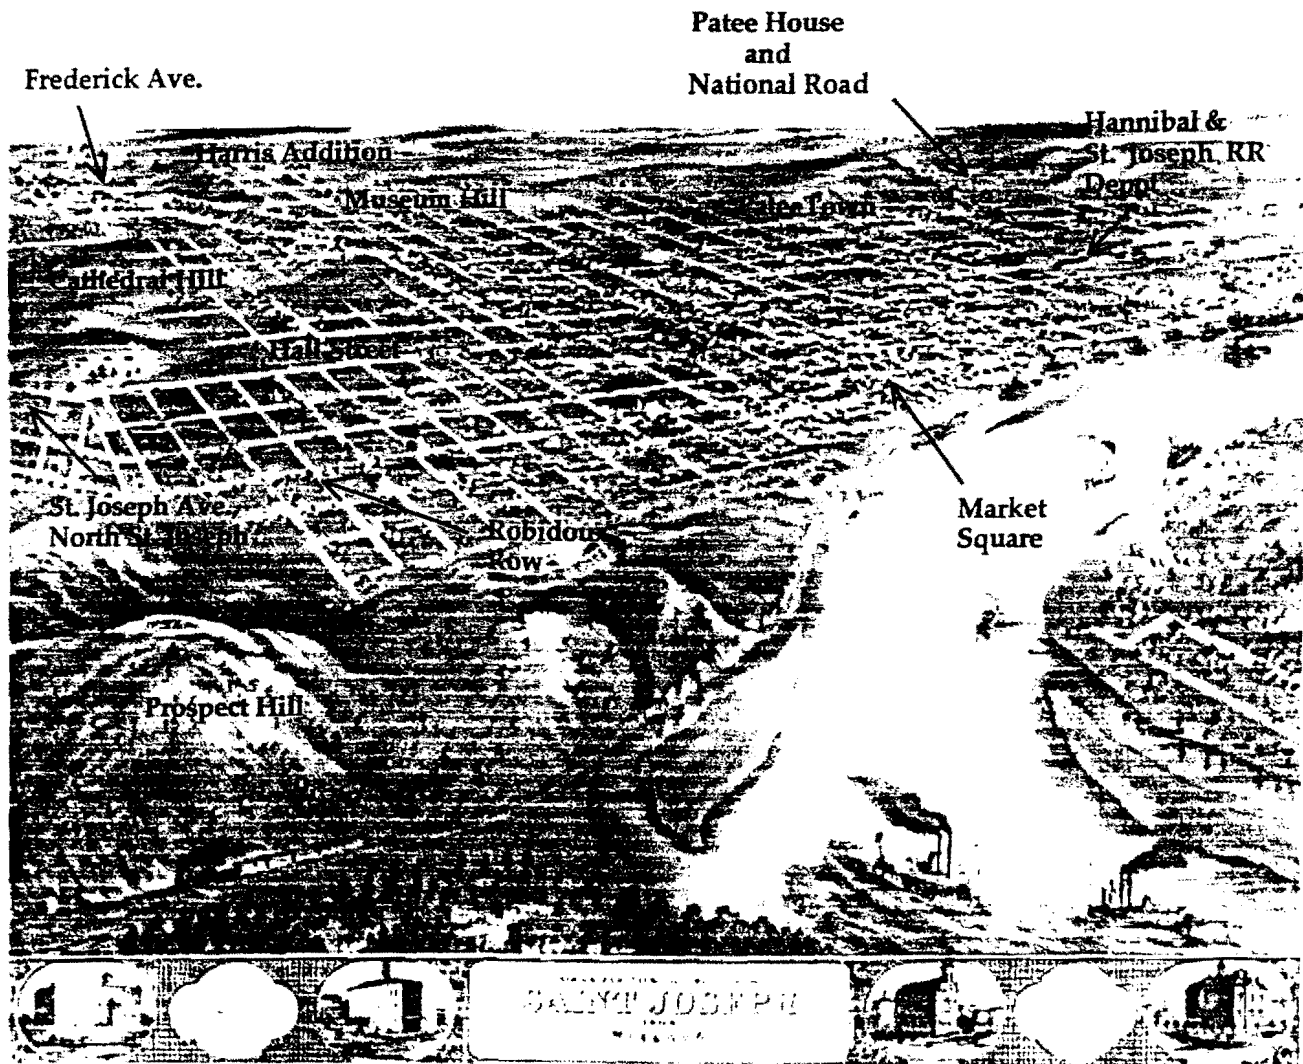 Patee House
and
National Road
Frederick Ave.
Hannibal &
St. Joseph RR
Depot
Harris Addition
Museum Hill
Patee Town
Cathedral Hill
Hall Street
St. Joseph Ave.,
North St. Joseph
Robidoux
Row
Market
Square
Prospect Hill
SAINT JOSEPH